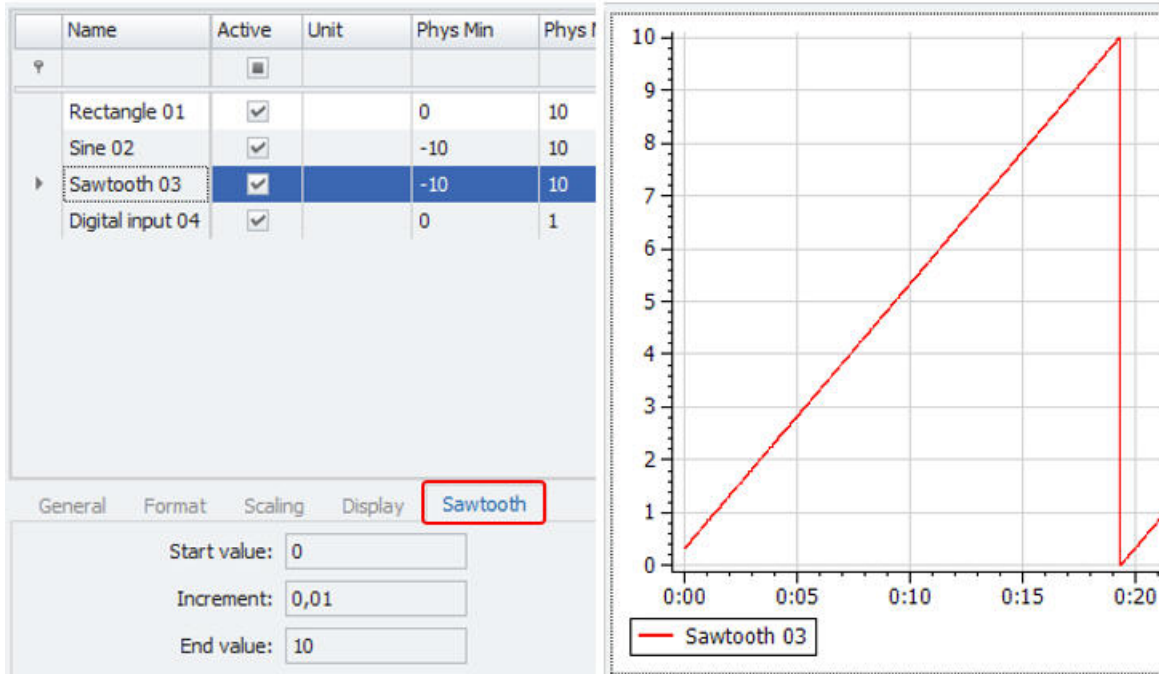 Name Active Unit Phys Min Phys
Rectangle 01 0 10
Sine 02 -10 10
Sawtooth 03 -10 10
Digital input 04 0 1
General Format Scaling Display Sawtooth
Start value: 0
Increment: 0,01
End value: 10
10
9
8
7
6
5
4
3
2
1
0
0:00 0:05 0:10 0:15 0:20
Sawtooth 03